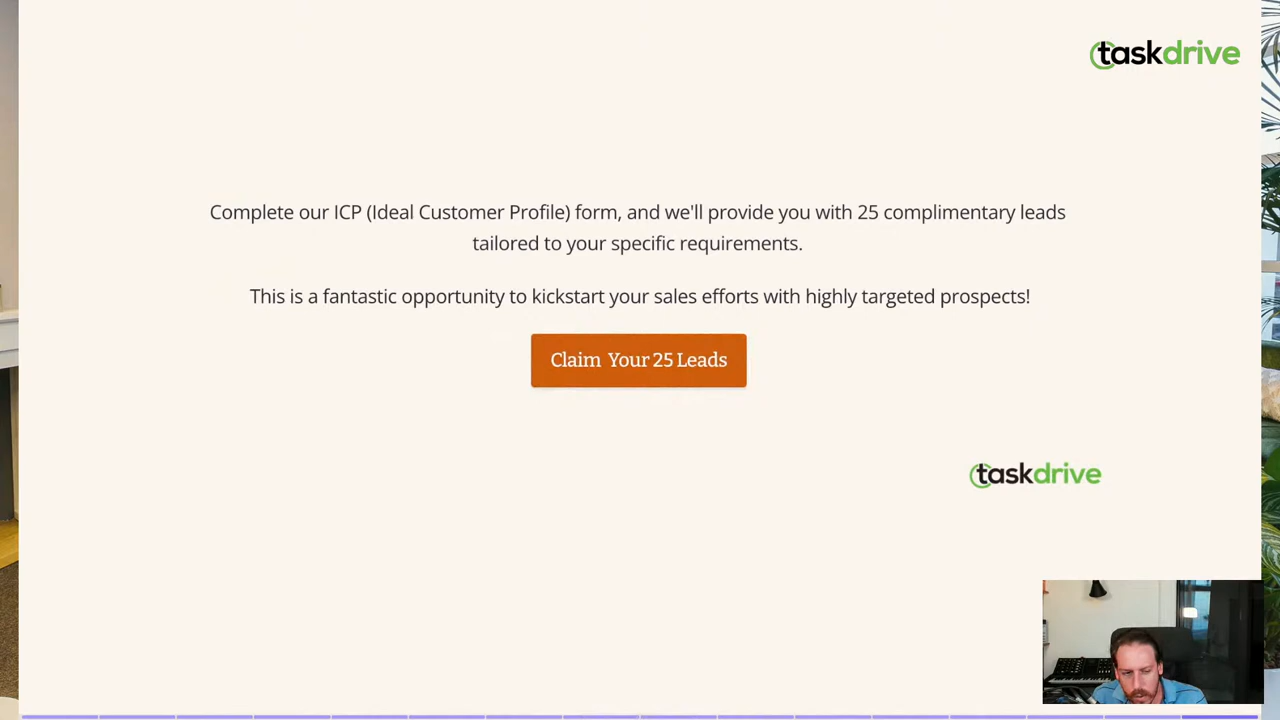 taskdrive
Complete our ICP (Ideal Customer Profile) form, and we'll provide you with 25 complimentary leads
tailored to your specific requirements.
This is a fantastic opportunity to kickstart your sales efforts with highly targeted prospects!
Claim Your 25 Leads
taskdrive